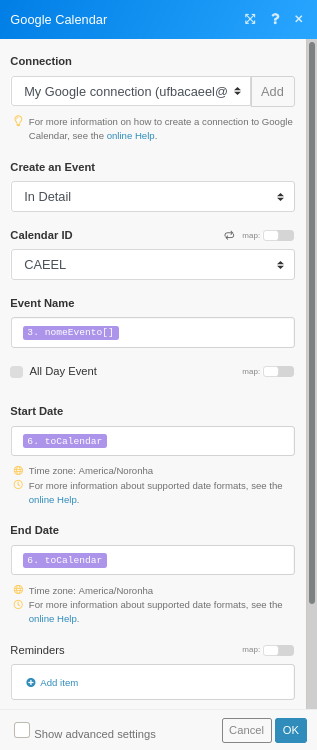 Google Calendar
Connection
My Google connection (ufbacaeel@
Add
For more information on how to create a connection to Google
Calendar, see the online Help.
Create an Event
In Detail
Calendar ID
map:
CAEEL
Event Name
3. nomeEvento[]
All Day Event
map:
Start Date
6. toCalendar
Time zone: America/Noronha
For more information about supported date formats, see the
online Help.
End Date
6. toCalendar
Time zone: America/Noronha
For more information about supported date formats, see the
online Help.
Reminders
map:
Add item
Show advanced settings
Cancel
OK